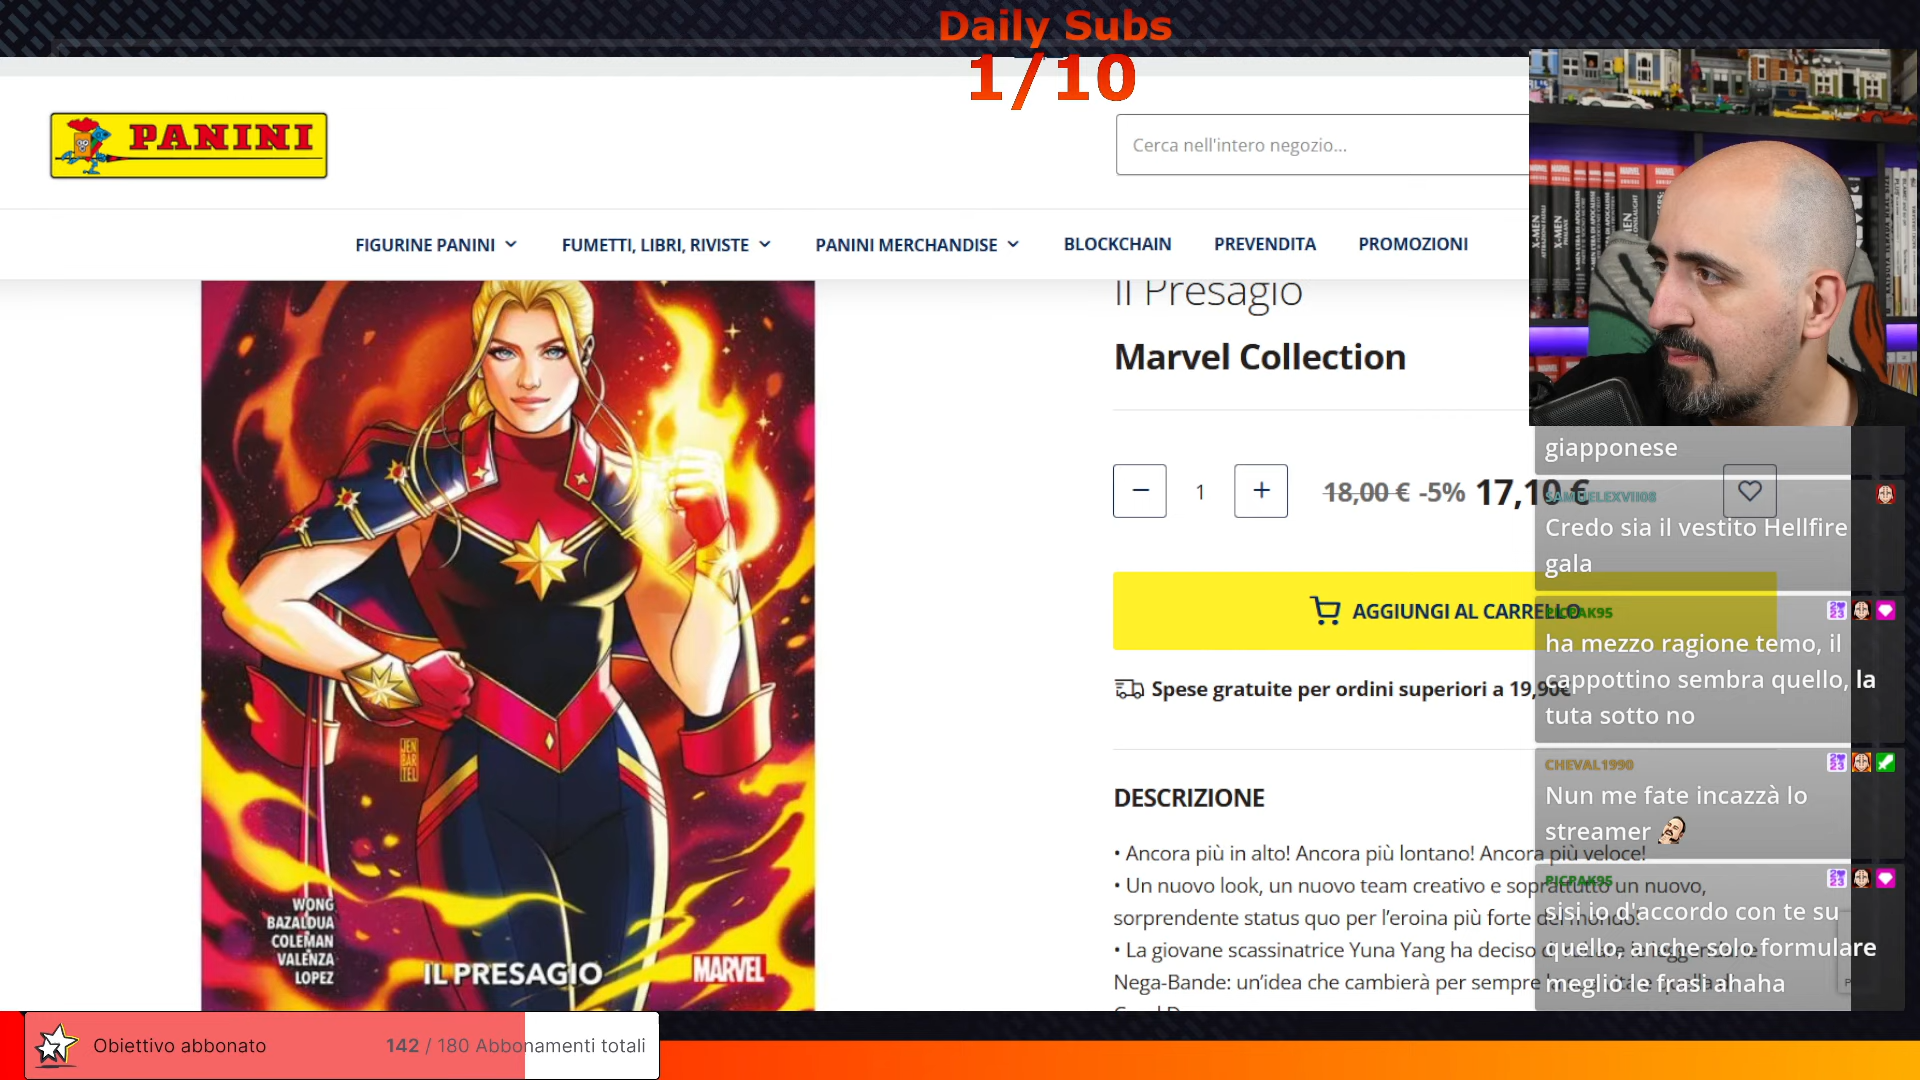 Daily Subs
1/10
PANINI
Cerca nell'intero negozio...
FIGURINE PANINI
FUMETTI, LIBRI, RIVISTE
PANINI MERCHANDISE
BLOCKCHAIN
PREVENDITA
PROMOZIONI
Il Presagio
Marvel Collection
1
18,00 € -5% 17,10 €
AGGIUNGI AL CARRELLO
Spese gratuite per ordini superiori a 19,90€
DESCRIZIONE
• Ancora più in alto! Ancora più lontano! Ancora più veloce!
• Un nuovo look, un nuovo team creativo e soprattutto un nuovo,
sorprendente status quo per l'eroina più forte del mondo!
• La giovane scassinatrice Yuna Yang ha deciso
Nega-Bande: un'idea che cambierà per sempre
JEN
BAR
TEL
WONG
BAZALDUA
COLEMAN
VALENZA
LOPEZ
IL PRESAGIO
MARVEL
giapponese
SAMUELEXVII08
Credo sia il vestito Hellfire
gala
PICPAK95
ha mezzo ragione temo, il
cappottino sembra quello, la
tuta sotto no
CHEVAL1990
Nun me fate incazzà lo
streamer
PICPAK95
sisi io d'accordo con te su
quello, anche solo formulare
meglio le frasi ahaha
Obiettivo abbonato
142 / 180 Abbonamenti totali